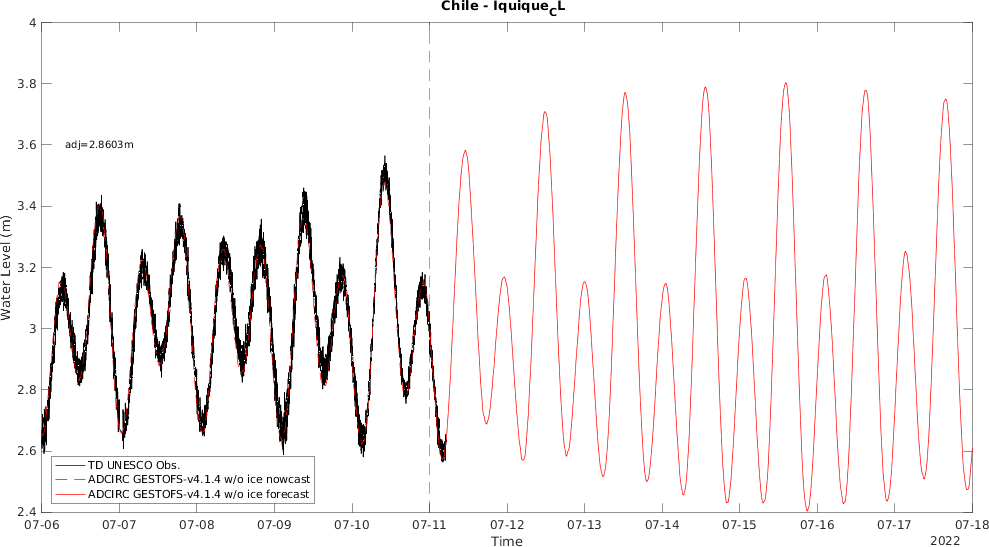 Chile - Iquique_CL
4
3.8
3.6
3.4
3.2
3
2.8
2.6
2.4
Water Level (m)
adj=2.8603m
TD UNESCO Obs.
ADCIRC GESTOFS-v4.1.4 w/o ice nowcast
ADCIRC GESTOFS-v4.1.4 w/o ice forecast
07-06 07-07 07-08 07-09 07-10 07-11 07-12 07-13 07-14 07-15 07-16 07-17 07-18
Time
2022